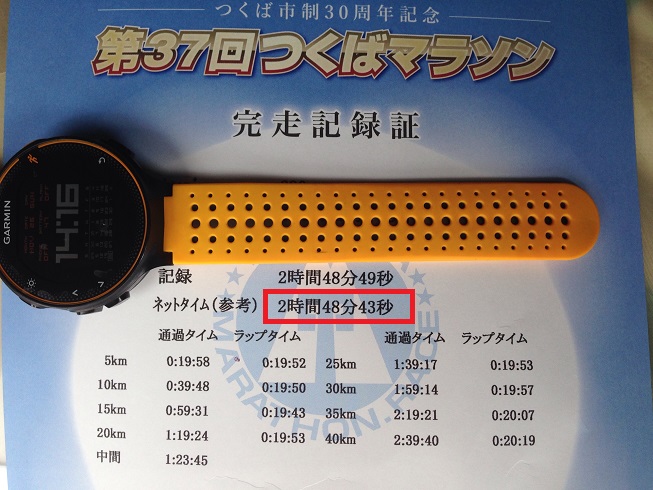 つくば市制30周年記念
第37回つくばマラソン
完走記録証
GARMIN
14:16
記録 2時間48分49秒
ネットタイム(参考) 2時間48分43秒
通過タイム ラップタイム 通過タイム ラップタイム
5km 0:19:58 0:19:52 25km 1:39:17 0:19:53
10km 0:39:48 0:19:50 30km 1:59:14 0:19:57
15km 0:59:31 0:19:43 35km 2:19:21 0:20:07
20km 1:19:24 0:19:53 40km 2:39:40 0:20:19
中間 1:23:45
MARATHON.RACE